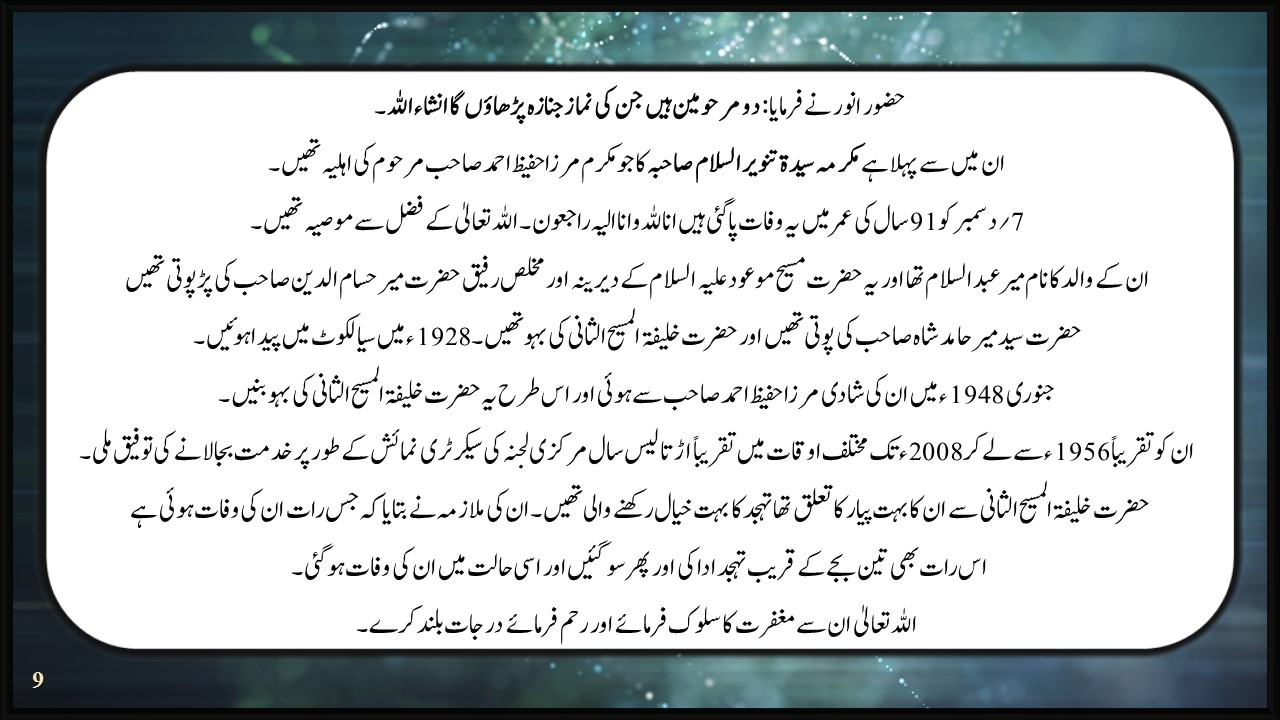 حضور انور نے فرمایا: دو مرحومین ہیں جن کی نماز جنازہ پڑھاؤں گا انشاء اللہ۔
ان میں سے پہلا ہے مکرمہ سیدۃ تنویر السلام صاحبہ کا جو مکرم مرزا حفیظ احمد صاحب مرحوم کی اہلیہ تھیں۔
7؍دسمبر کو 91 سال کی عمر میں یہ وفات پاگئی ہیں انا للہ وانا الیہ راجعون۔ اللہ تعالیٰ کے فضل سے موصیہ تھیں۔
ان کے والد کا نام میر عبد السلام تھا اور یہ حضرت مسیح موعود علیہ السلام کے دیرینہ اور مخلص رفیق حضرت میر حسام الدین صاحب کی پڑپوتی تھیں
حضرت سید میر حامد شاہ صاحب کی پوتی تھیں اور حضرت خلیفۃ المسیح الثانی کی بہو تھیں۔ 1928ء میں سیالکوٹ میں پیدا ہوئیں۔
جنوری 1948ء میں ان کی شادی مرزا حفیظ احمد صاحب سے ہوئی اور اس طرح یہ حضرت خلیفۃ المسیح الثانی کی بہو بنیں۔
ان کو تقریباً 1956ء سے لے کر 2008ء تک مختلف اوقات میں تقریباً اڑتالیس سال مرکزی لجنہ کی سیکرٹری نمائش کے طور پر خدمت بجالانے کی توفیق ملی۔
حضرت خلیفۃ المسیح الثانی سے ان کا بہت پیار کا تعلق تھا تہجد کا بہت خیال رکھنے والی تھیں۔ ان کی ملازمہ نے بتایا کہ جس رات ان کی وفات ہوئی ہے
اس رات بھی تین بجے کے قریب تہجد ادا کی اور پھر سو گئیں اور اسی حالت میں ان کی وفات ہوگئی۔
اللہ تعالیٰ ان سے مغفرت کا سلوک فرمائے اور رحم فرمائے درجات بلند کرے۔
9